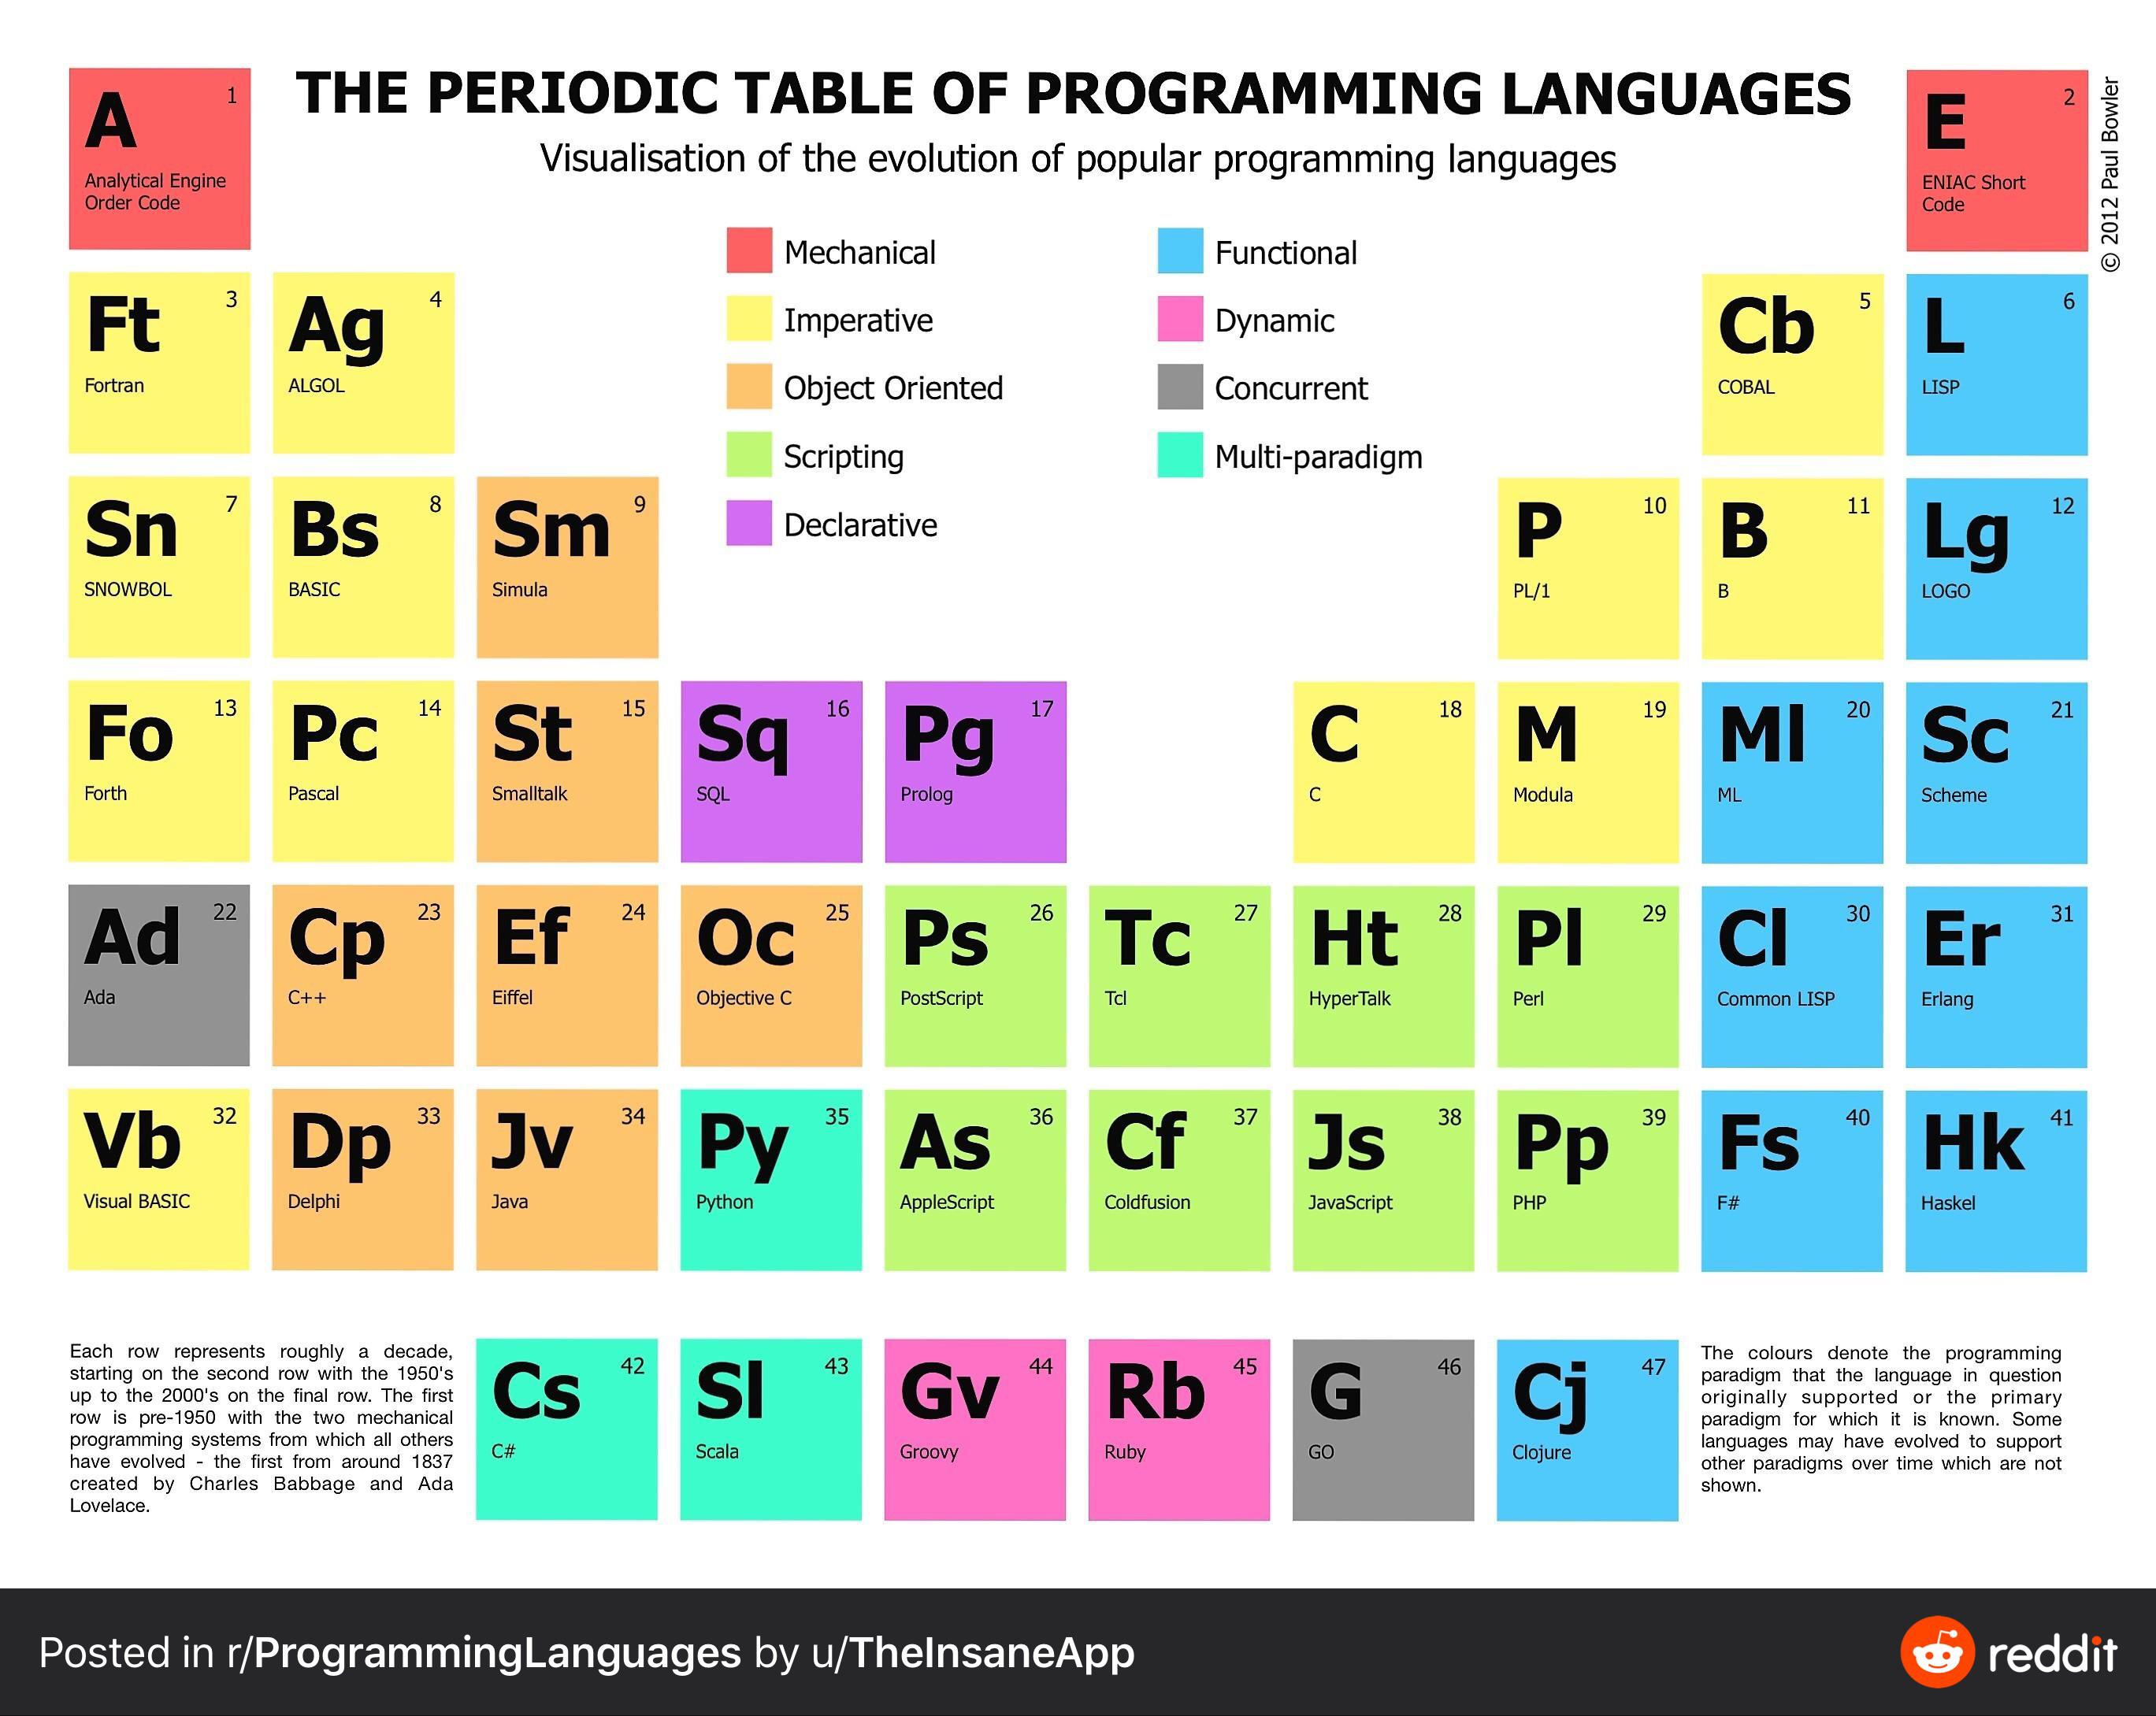 A 1
Analytical Engine
Order Code
THE PERIODIC TABLE OF PROGRAMMING LANGUAGES
Visualisation of the evolution of popular programming languages
E 2
ENIAC Short
Code
© 2012 Paul Bowler
Mechanical
Imperative
Object Oriented
Scripting
Declarative
Functional
Dynamic
Concurrent
Multi-paradigm
Ft 3
Fortran
Ag 4
ALGOL
Cb 5
COBAL
L 6
LISP
Sn 7
SNOWBOL
Bs 8
BASIC
Sm 9
Simula
P 10
PL/1
B 11
B
Lg 12
LOGO
Fo 13
Forth
Pc 14
Pascal
St 15
Smalltalk
Sq 16
SQL
Pg 17
Prolog
C 18
C
M 19
Modula
Ml 20
ML
Sc 21
Scheme
Ad 22
Ada
Cp 23
C++
Ef 24
Eiffel
Oc 25
Objective C
Ps 26
PostScript
Tc 27
Tcl
Ht 28
HyperTalk
Pl 29
Perl
Cl 30
Common LISP
Er 31
Erlang
Vb 32
Visual BASIC
Dp 33
Delphi
Jv 34
Java
Py 35
Python
As 36
AppleScript
Cf 37
Coldfusion
Js 38
JavaScript
Pp 39
PHP
Fs 40
F#
Hk 41
Haskel
Each row represents roughly a decade,
starting on the second row with the 1950's
up to the 2000's on the final row. The first
row is pre-1950 with the two mechanical
programming systems from which all others
have evolved - the first from around 1837
created by Charles Babbage and Ada
Lovelace.
Cs 42
C#
Sl 43
Scala
Gv 44
Groovy
Rb 45
Ruby
G 46
GO
Cj 47
Clojure
The colours denote the programming
paradigm that the language in question
originally supported or the primary
paradigm for which it is known. Some
languages may have evolved to support
other paradigms over time which are not
shown.
Posted in r/ProgrammingLanguages by u/TheInsaneApp
reddit